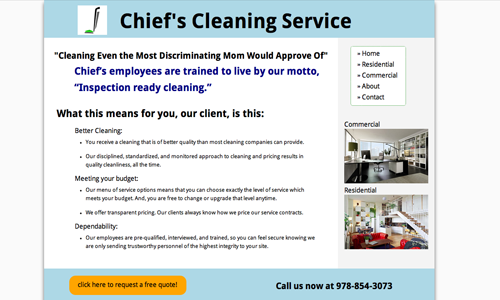 Chief's Cleaning Service
"Cleaning Even the Most Discriminating Mom Would Approve Of"
Chief's employees are trained to live by our motto,
"Inspection ready cleaning."
What this means for you, our client, is this:
Better Cleaning:
• You receive a cleaning that is of better quality than most cleaning companies can provide.
• Our disciplined, standardized, and monitored approach to cleaning and pricing results in
quality cleanliness, all the time.
Meeting your budget:
• Our menu of service options means that you can choose exactly the level of service which
meets your budget. And, you are free to change or upgrade that level anytime.
• We offer transparent pricing. Our clients always know how we price our service contracts.
Dependability:
• Our employees are pre-qualified, interviewed, and trained, so you can feel secure knowing we
are only sending trustworthy personnel of the highest integrity to your site.
» Home
» Residential
» Commercial
» About
» Contact
Commercial
Residential
click here to request a free quote!
Call us now at 978-854-3073